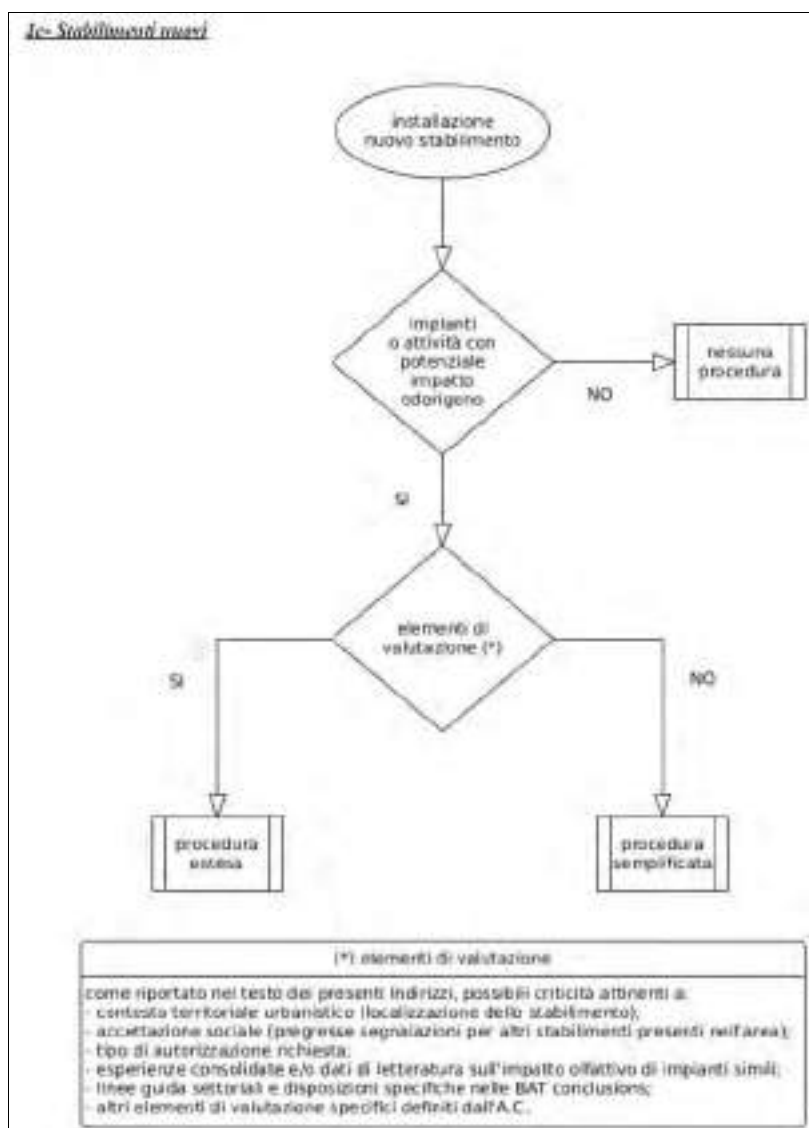 1c- Stabilimenti nuovi
installazione
nuovo stabilimento
impianti
o attività con
potenziale
impatto
odorigeno
nessuna
procedura
NO
SI
elementi di
valutazione (*)
SI
NO
procedura
estesa
procedura
semplificata
(*) elementi di valutazione
come riportato nel testo dei presenti Indirizzi, possibili criticità attinenti a:
- contesto territoriale urbanistico (localizzazione dello stabilimento);
- accettazione sociale (pregresse segnalazioni per altri stabilimenti presenti nell'area);
- tipo di autorizzazione richiesta;
- esperienze consolidate e/o dati di letteratura sull'impatto olfattivo di impianti simili;
- linee guida settoriali e disposizioni specifiche nelle BAT conclusions;
- altri elementi di valutazione specifici definiti dall'A.C.